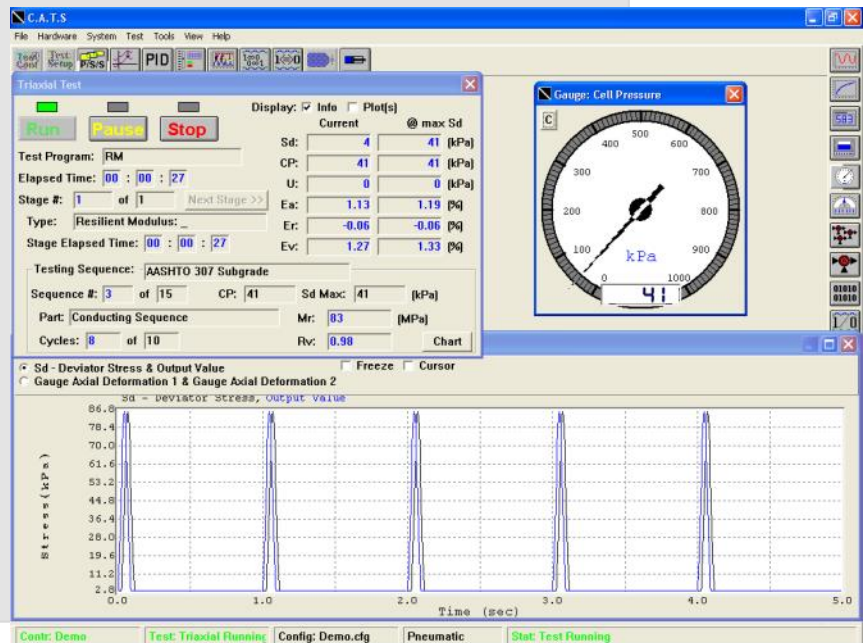 C.A.T.S
File Hardware System Test Tools View Help
Test Conf Test Setup P/S/S PID
Triaxial Test
Display: Info Plot[s]
Run Pause Stop
Current @ max Sd
Sd: 4 41 (kPa)
Test Program: RM
CP: 41 41 (kPa)
Elapsed Time: 00 : 00 : 27
U: 0 0 (kPa)
Stage #: 1 of 1 Next Stage >>
Ea: 1.13 1.19 (%)
Type: Resilient Modulus: _
Er: -0.06 -0.06 (%)
Stage Elapsed Time: 00 : 00 : 27
Ev: 1.27 1.33 (%)
Testing Sequence: AASHTO 307 Subgrade
Sequence #: 3 of 15 CP: 41 Sd Max: 41 (kPa)
Part: Conducting Sequence Mr: 83 (MPa)
Cycles: 8 of 10 Rv: 0.98 Chart
Gauge: Cell Pressure
C
0 100 200 300 400 500 600 700 800 900 1000
kPa
41
583
01010
01010
I/O
Sd - Deviator Stress & Output Value Freeze Cursor
Gauge Axial Deformation 1 & Gauge Axial Deformation 2
Sd - Deviator Stress, Output Value
Stress(kPa)
86.8
78.4
70.0
61.6
53.2
44.8
36.4
28.0
19.6
11.2
2.8
0.0 1.0 2.0 3.0 4.0 5.0
Time (sec)
Contr: Demo Test: Triaxial Running Config: Demo.cfg Pneumatic Stat: Test Running